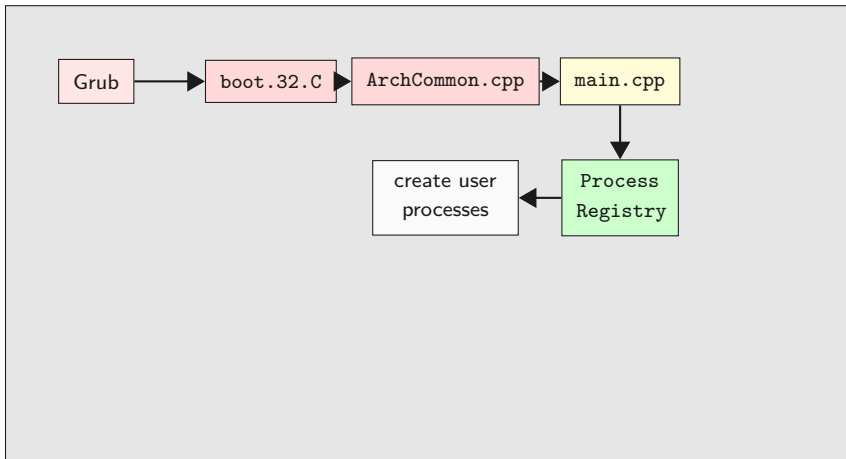 Grub
boot.32.C
ArchCommon.cpp
main.cpp
create user
processes
Process
Registry